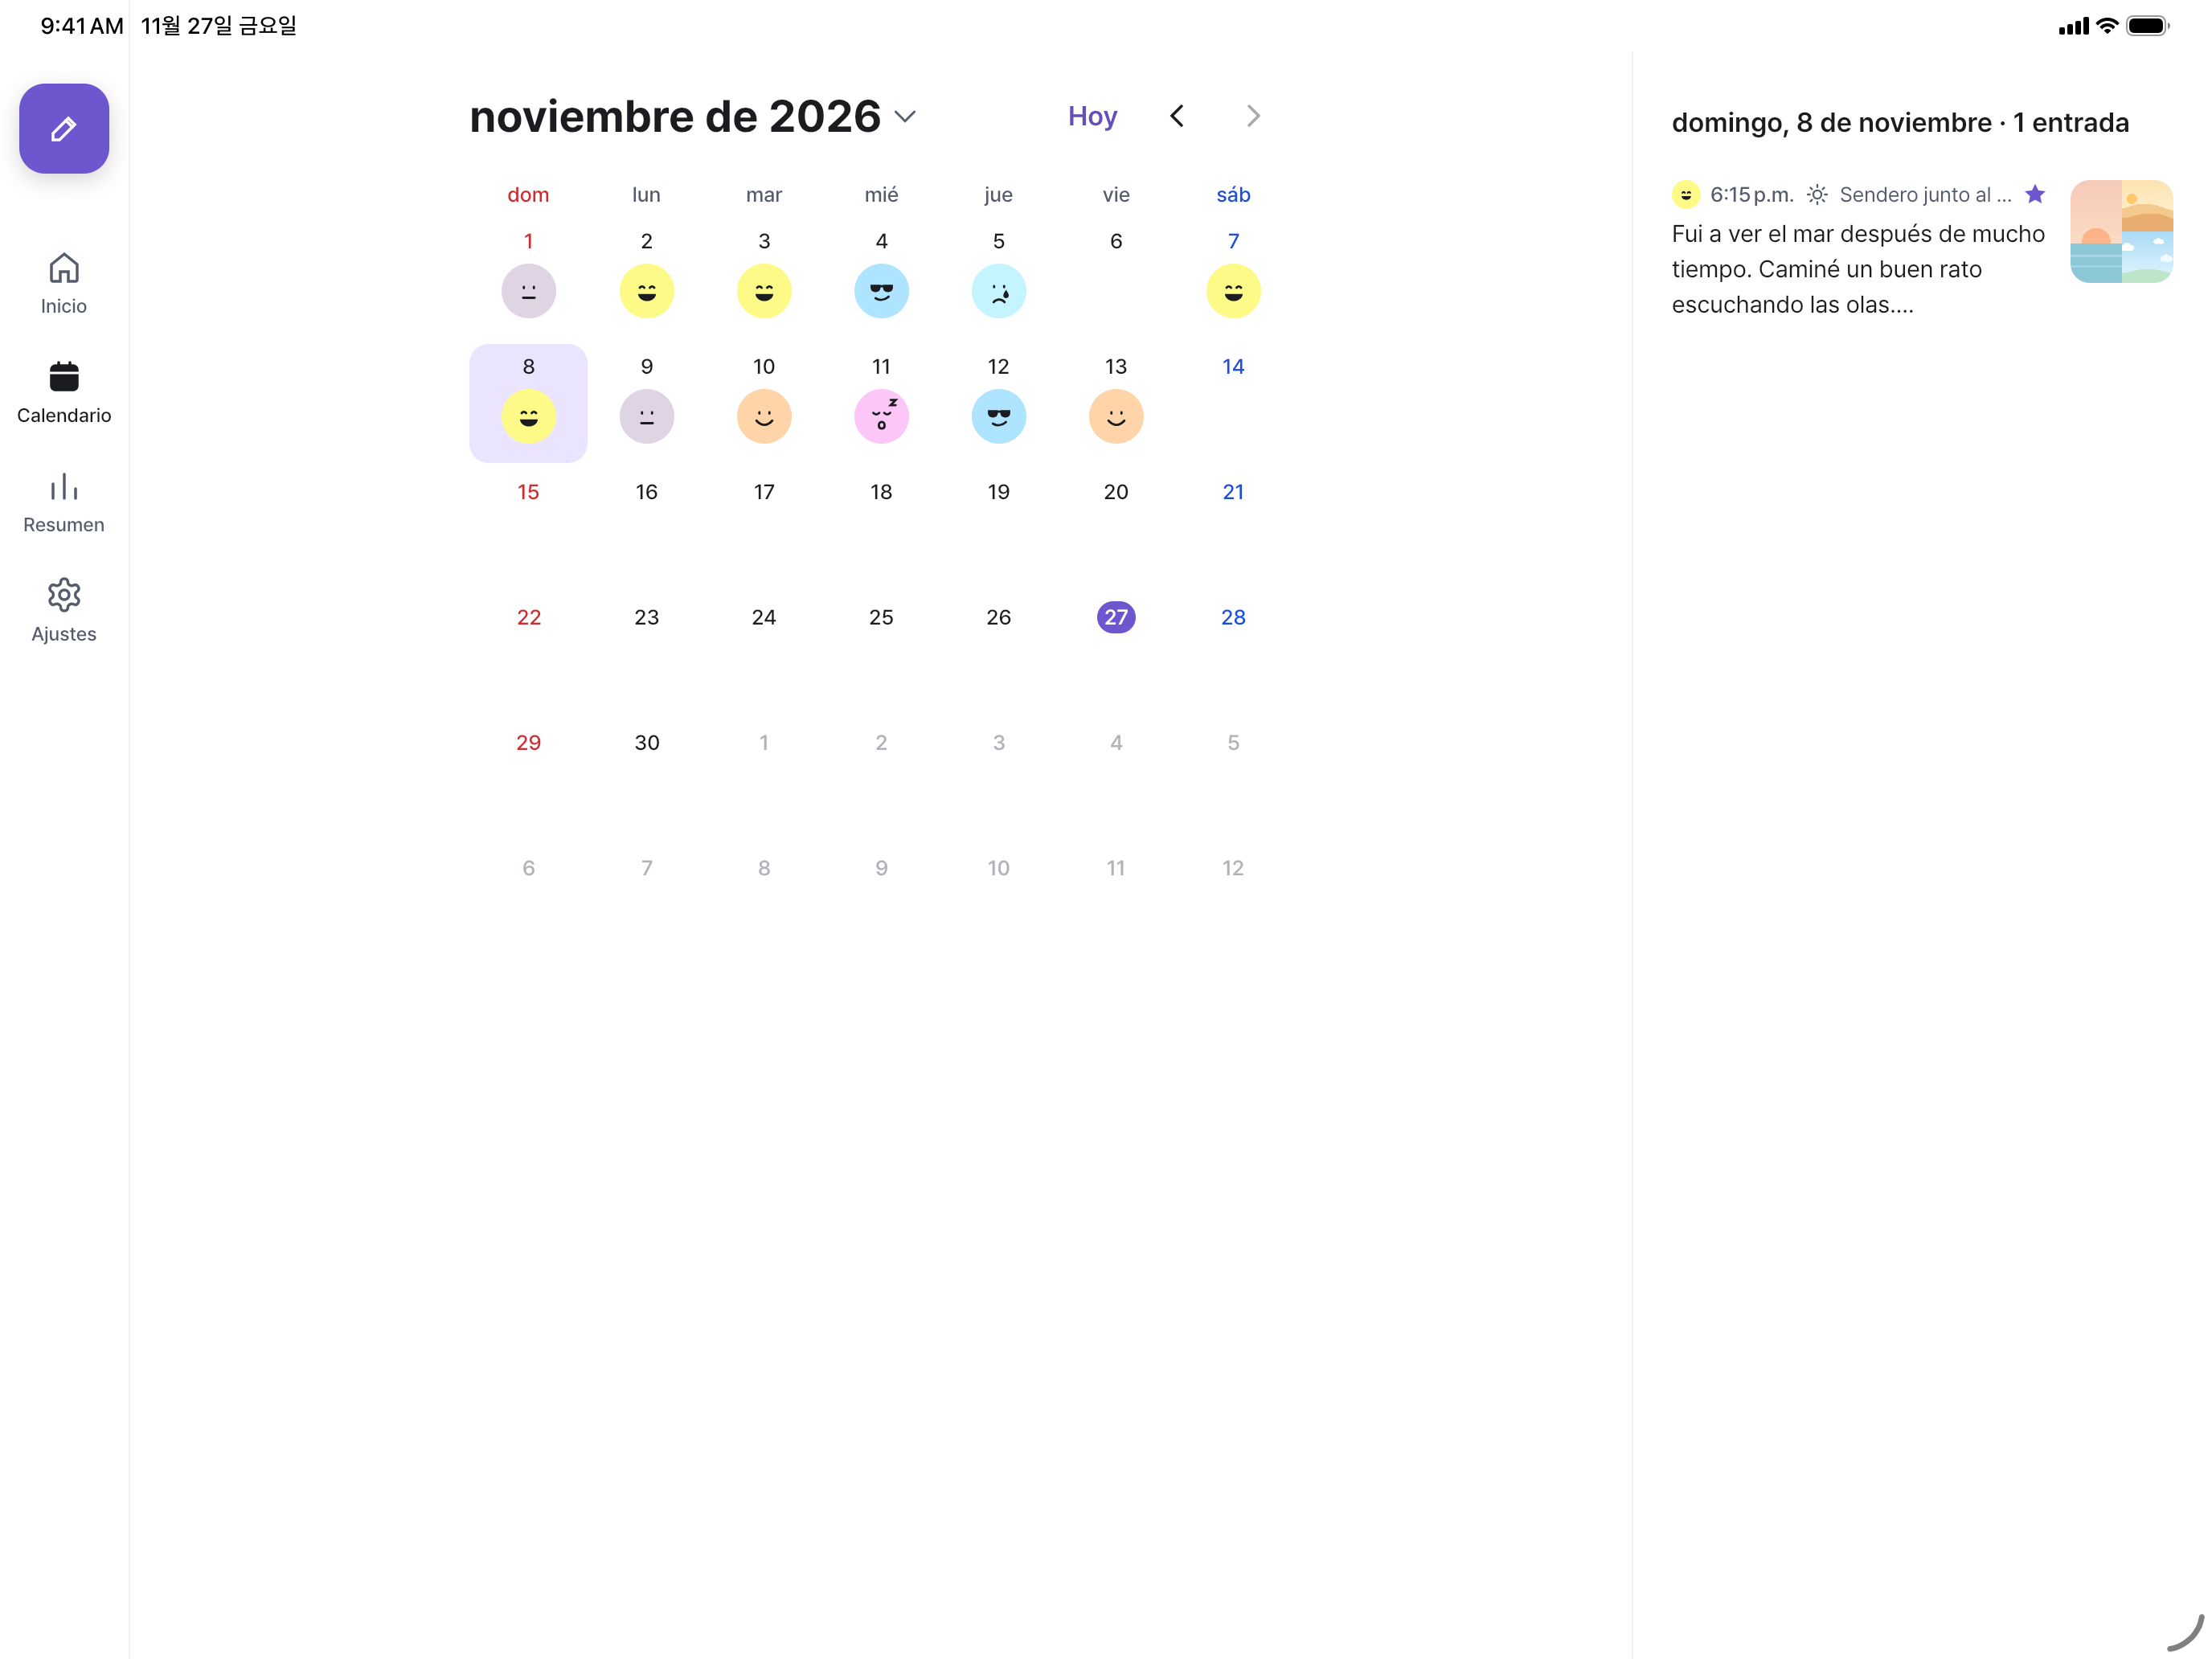 9:41 AM 11월 27일 금요일
Inicio
Calendario
Resumen
Ajustes
noviembre de 2026
Hoy
dom lun mar mié jue vie sáb
1 2 3 4 5 6 7
8 9 10 11 12 13 14
15 16 17 18 19 20 21
22 23 24 25 26 27 28
29 30 1 2 3 4 5
6 7 8 9 10 11 12
domingo, 8 de noviembre · 1 entrada
6:15 p.m. Sendero junto al ...
Fui a ver el mar después de mucho
tiempo. Caminé un buen rato
escuchando las olas....